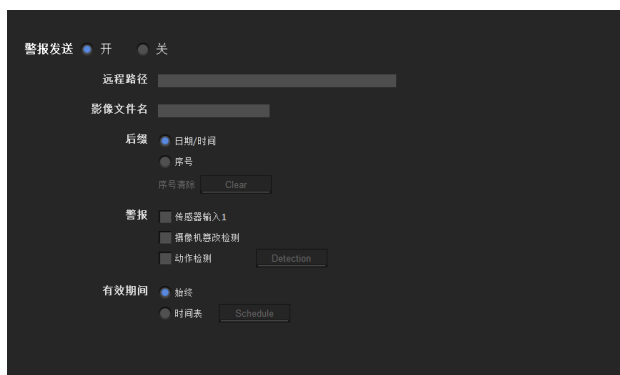 警报发送 开 关
远程路径
影像文件名
后缀 日期/时间
序号
序号清除 Clear
警报 传感器输入1
摄像机篡改检测
动作检测 Detection
有效期间 始终
时间表 Schedule